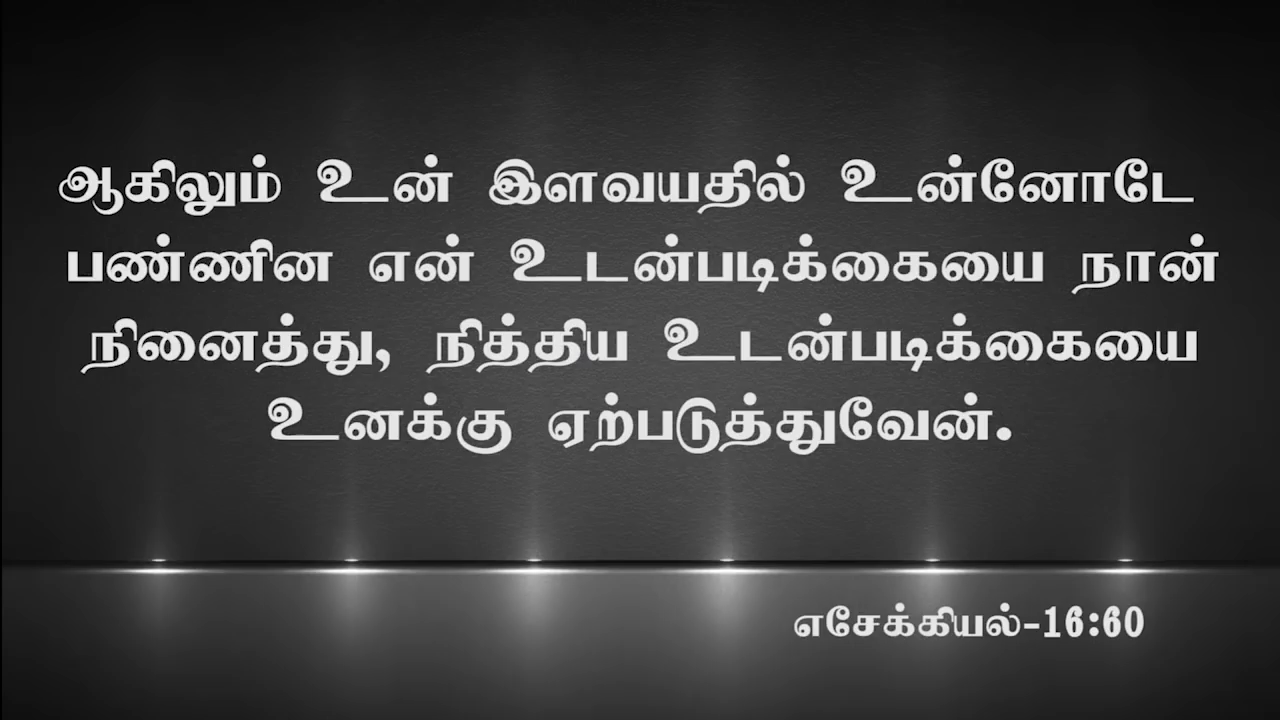 ஆகிலும் உன் இளவயதில் உன்னோடே
பண்ணின என் உடன்படிக்கையை நான்
நினைத்து, நித்திய உடன்படிக்கையை
உனக்கு ஏற்படுத்துவேன்.
எசேக்கியல்-16:60